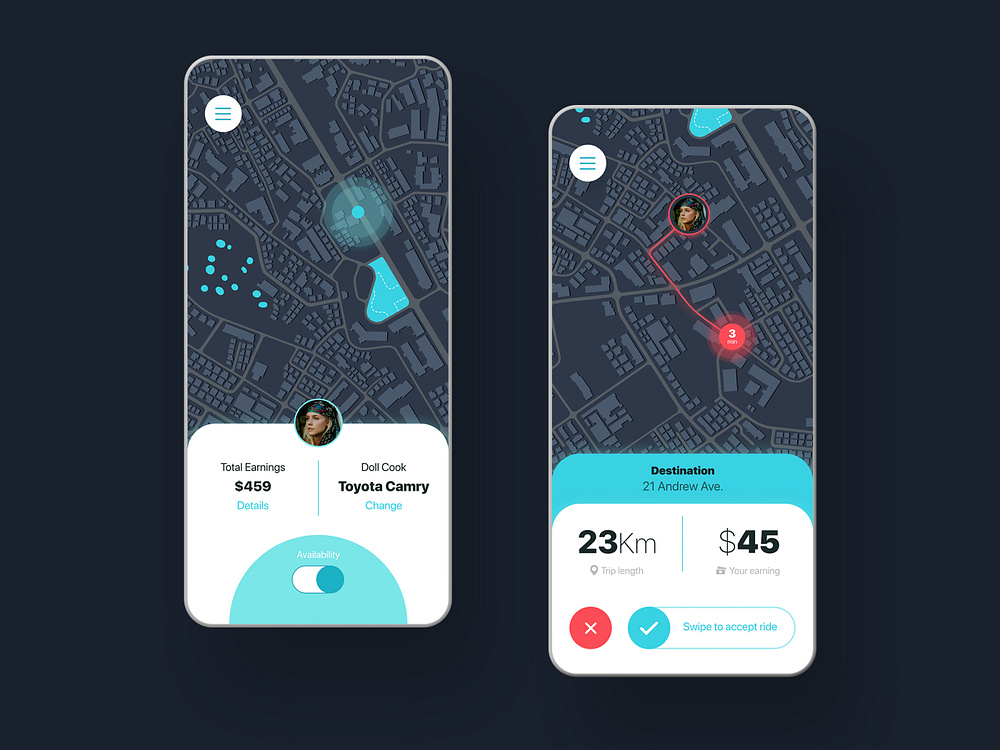 Total Earnings
$459
Details
Doll Cook
Toyota Camry
Change
Availability
3
min
Destination
21 Andrew Ave.
23Km
Trip length
$45
Your earning
Swipe to accept ride